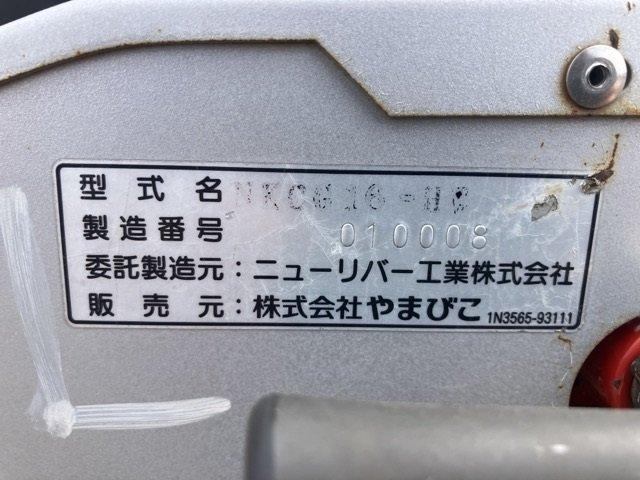 型式名
製造番号 010008
委託製造元：ニューリバー工業株式会社
販売元：株式会社やまびこ 1N3565-93111